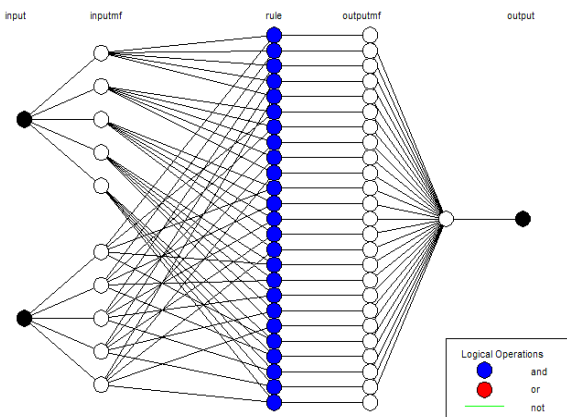 input
inputmf
rule
outputmf
output
Logical Operations
and
or
not